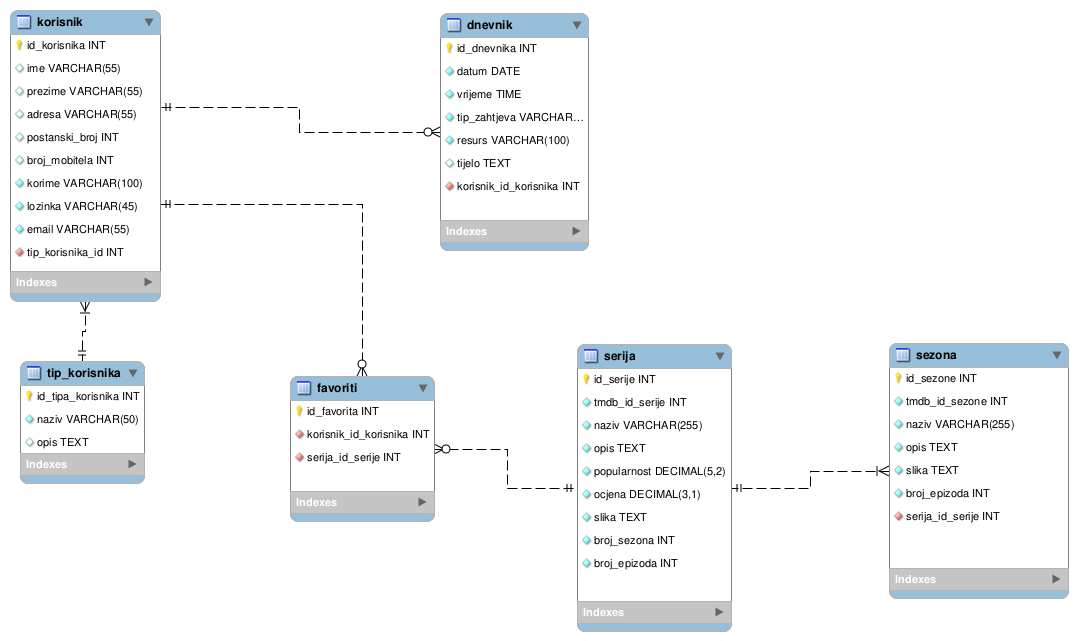 korisnik
id_korisnika INT
ime VARCHAR(55)
prezime VARCHAR(55)
adresa VARCHAR(55)
postanski_broj INT
broj_mobitela INT
korime VARCHAR(100)
lozinka VARCHAR(45)
email VARCHAR(55)
tip_korisnika_id INT
Indexes
dnevnik
id_dnevnika INT
datum DATE
vrijeme TIME
tip_zahtjeva VARCHAR...
resurs VARCHAR(100)
tijelo TEXT
korisnik_id_korisnika INT
Indexes
tip_korisnika
id_tipa_korisnika INT
naziv VARCHAR(50)
opis TEXT
Indexes
favoriti
id_favorita INT
korisnik_id_korisnika INT
serija_id_serije INT
Indexes
serija
id_serije INT
tmdb_id_serije INT
naziv VARCHAR(255)
opis TEXT
popularnost DECIMAL(5,2)
ocjena DECIMAL(3,1)
slika TEXT
broj_sezona INT
broj_epizoda INT
Indexes
sezona
id_sezone INT
tmdb_id_sezone INT
naziv VARCHAR(255)
opis TEXT
slika TEXT
broj_epizoda INT
serija_id_serije INT
Indexes